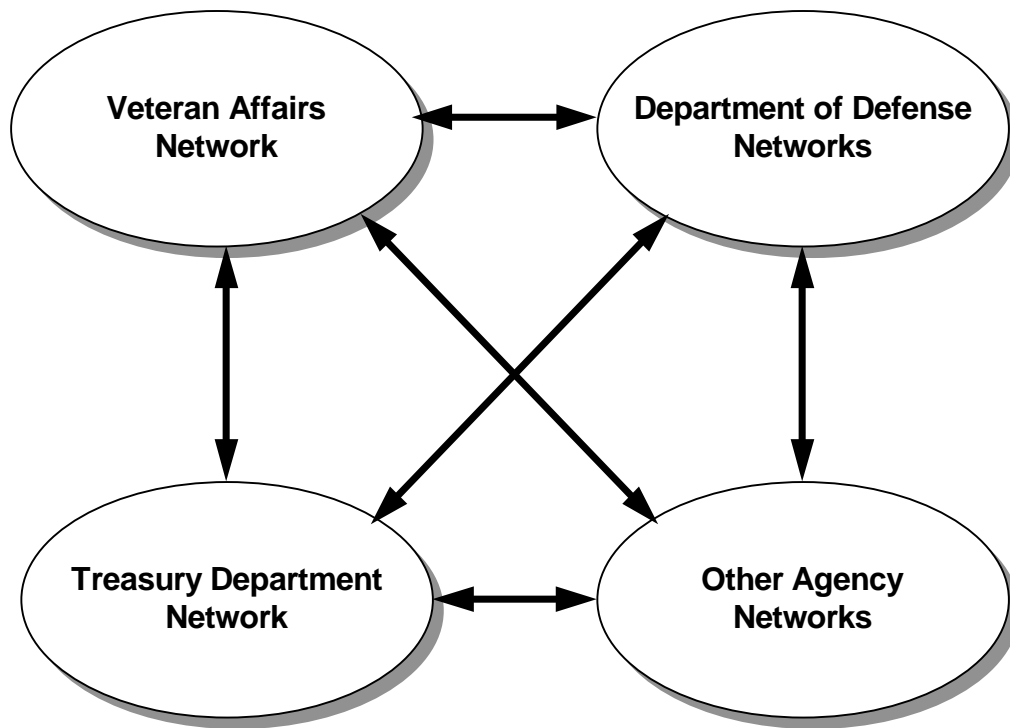 Veteran Affairs
Network
Department of Defense
Networks
Treasury Department
Network
Other Agency
Networks